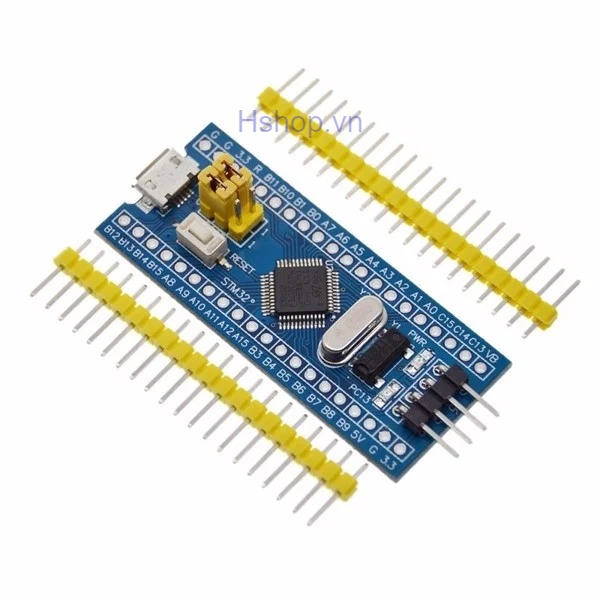 Hshop.vn
G G 3.3 R B11 B10 B1 B0 A7 A6 A5 A4 A3 A2 A1 A0 C15 C14 C13 VB
RESET
STM32
Y1 PWR
PC13
B12 B13 B14 B15 A8 A9 A10 A11 A12 A15 B3 B4 B5 B6 B7 B8 B9 5V G 3.3